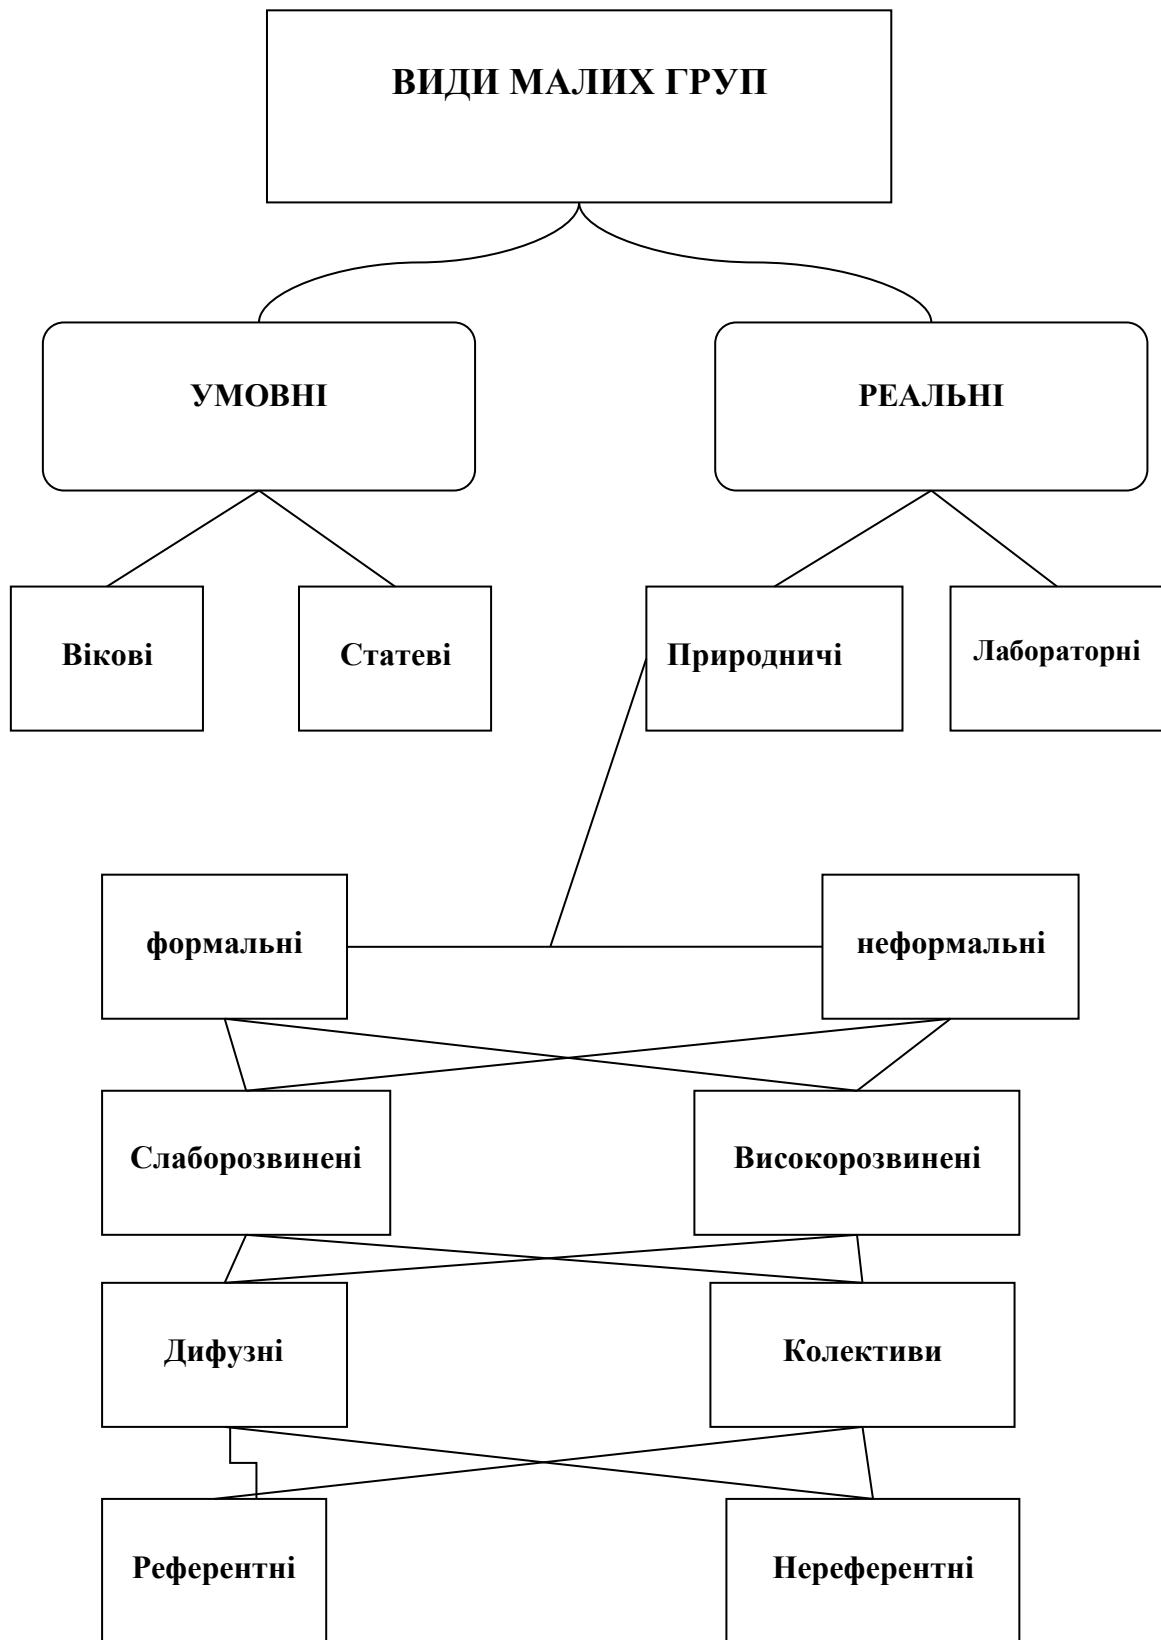 ВИДИ МАЛИХ ГРУП
УМОВНІ
РЕАЛЬНІ
Вікові
Статеві
Природничі
Лабораторні
формальні
неформальні
Слаборозвинені
Високорозвинені
Дифузні
Колективи
Референтні
Нереферентні